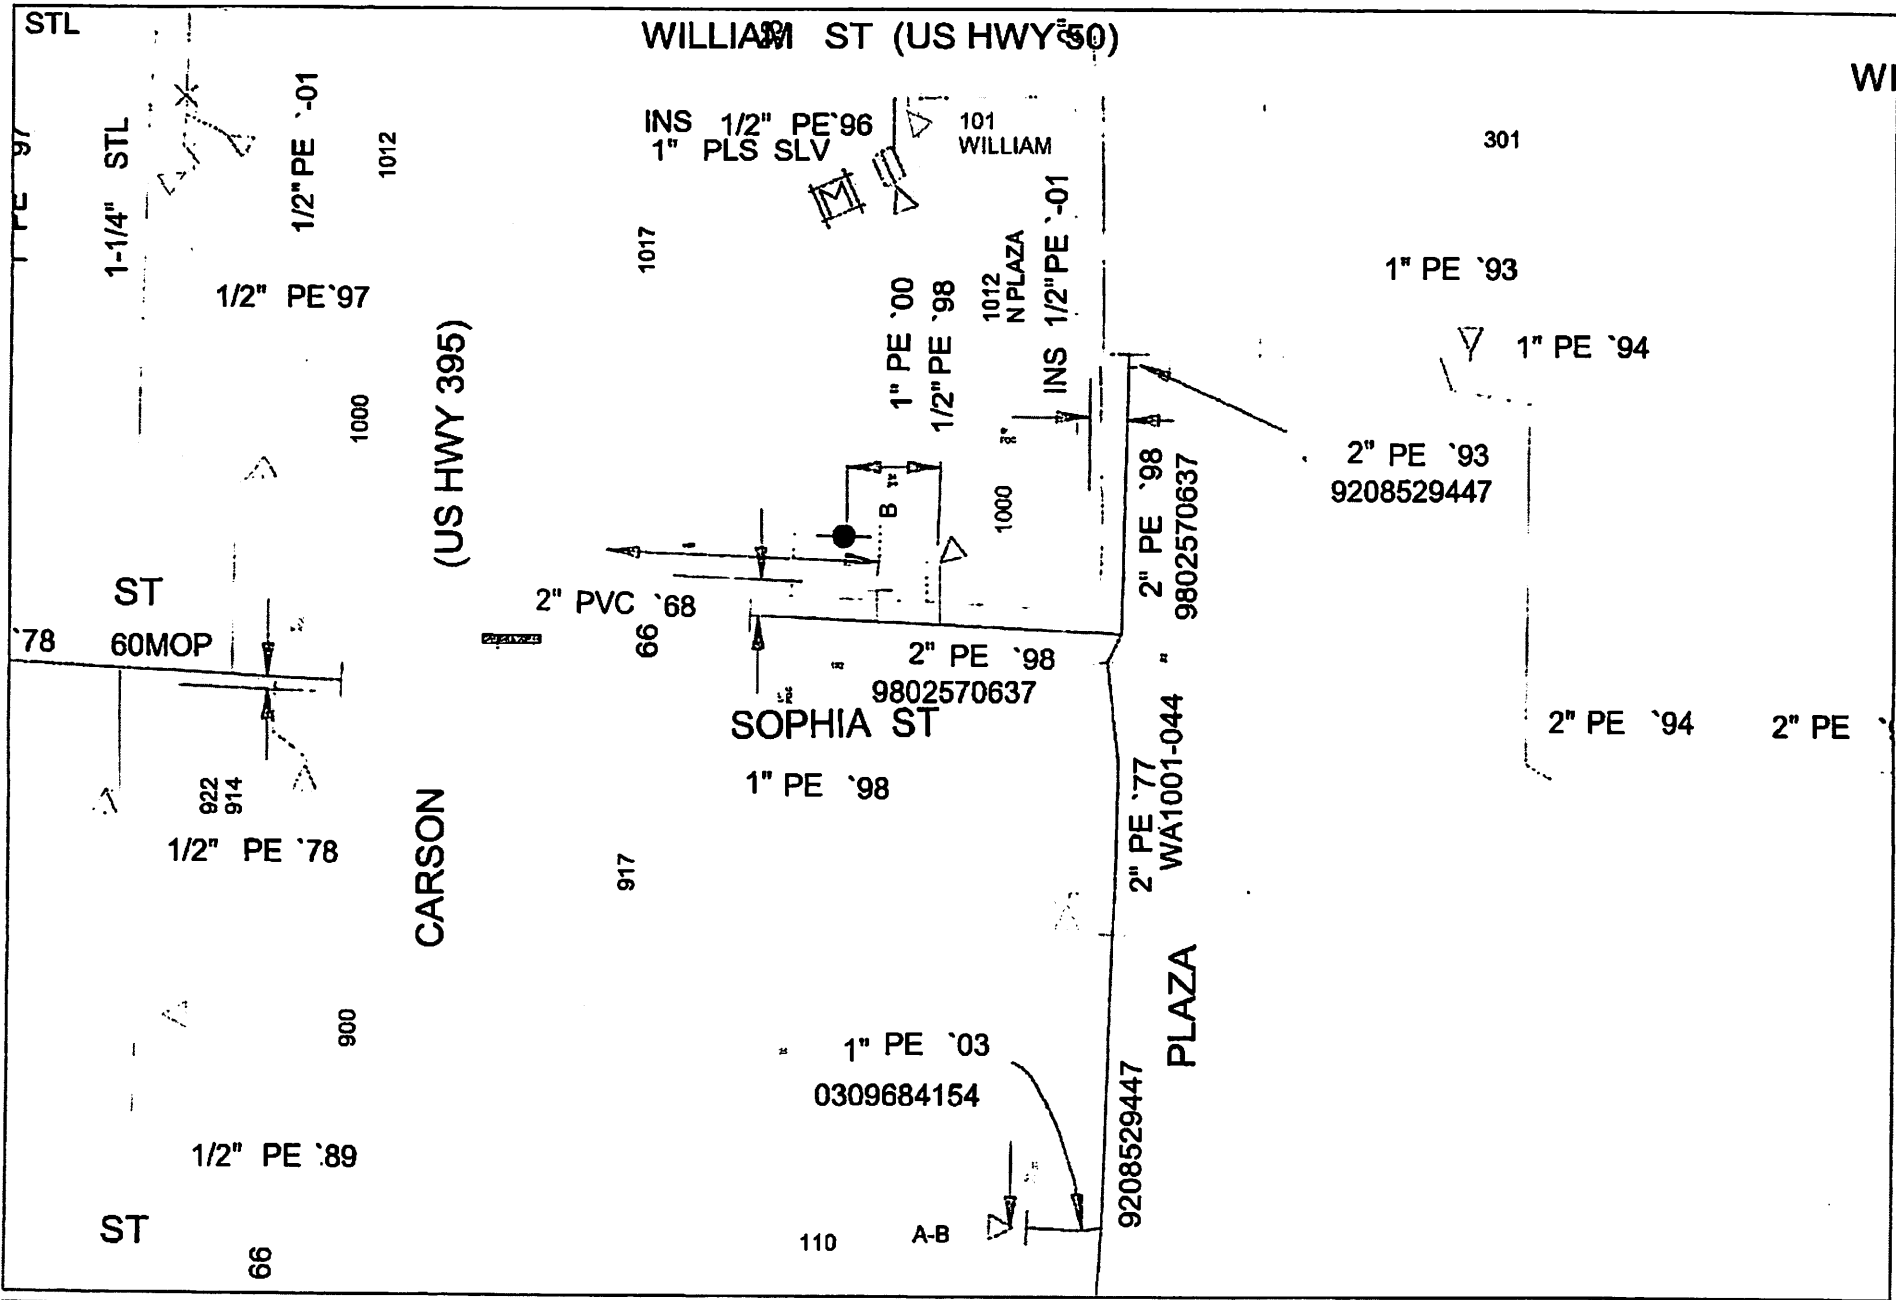 STL
WILLIAM ST (US HWY 50)
WI
1-1/4" STL
1/2" PE `-01
1012
INS 1/2" PE`96
1" PLS SLV
101
WILLIAM
301
1/2" PE`97
1017
M
1012
N PLAZA
INS 1/2" PE `-01
1" PE `93
1" PE `00
1/2" PE `98
1" PE `94
(US HWY 395)
1000
2" PE `93
9208529447
2" PE `98
9802570637
B
1000
ST
2" PVC `68
`78
60MOP
66
2" PE `98
9802570637
SOPHIA ST
1" PE `98
2" PE `77
WA1001-044
2" PE `94
2" PE
922
914
1/2" PE `78
CARSON
917
PLAZA
900
1" PE `03
0309684154
9208529447
1/2" PE `89
ST
66
110
A-B